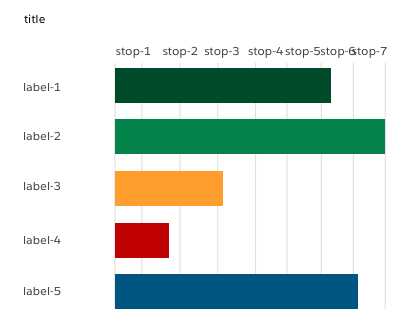 title
stop-1 stop-2 stop-3 stop-4 stop-5 stop-6 stop-7
label-1
label-2
label-3
label-4
label-5